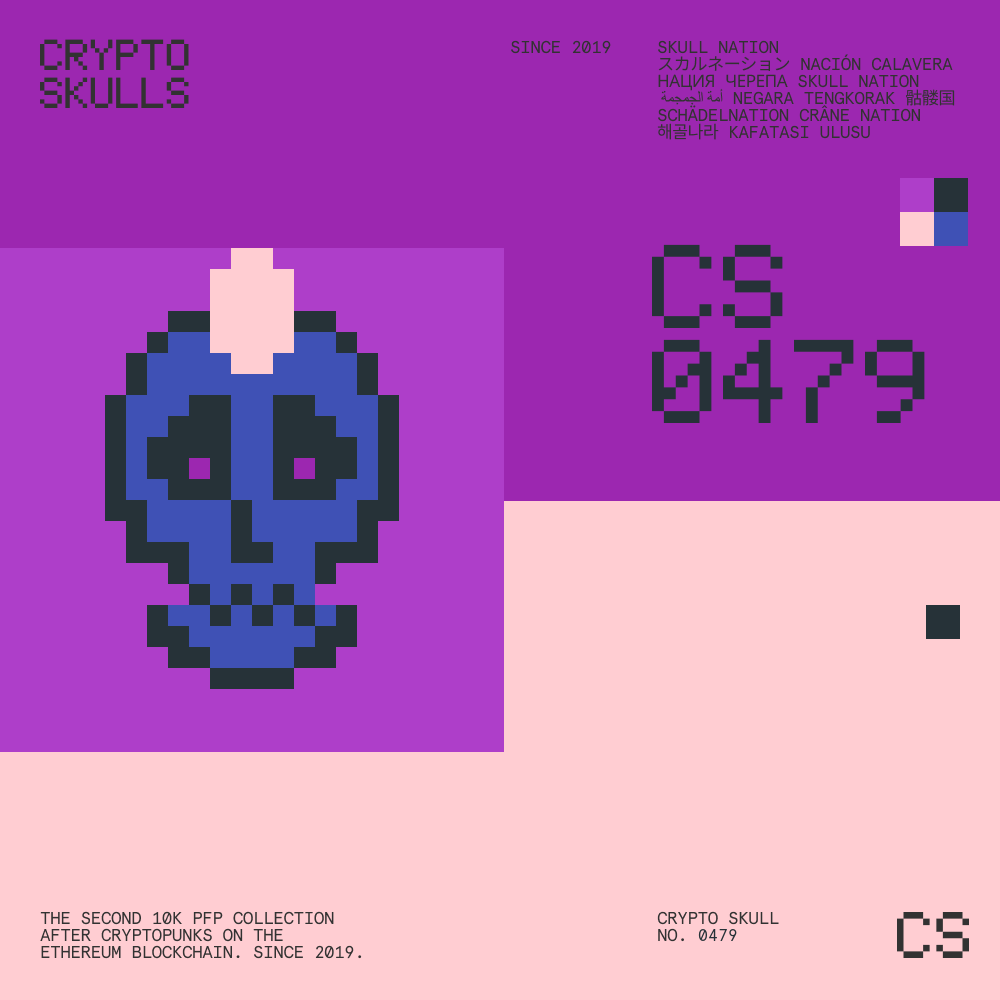 CRYPTO
SKULLS
SINCE 2019
SKULL NATION
スカルネーション NACIÓN CALAVERA
НАЦИЯ ЧЕРЕПА SKULL NATION
أمة الجمجمة NEGARA TENGKORAK 骷髅国
SCHÄDELNATION CRÂNE NATION
해골나라 KAFATASI ULUSU
CS
0479
THE SECOND 10K PFP COLLECTION
AFTER CRYPTOPUNKS ON THE
ETHEREUM BLOCKCHAIN. SINCE 2019.
CRYPTO SKULL
NO. 0479
CS